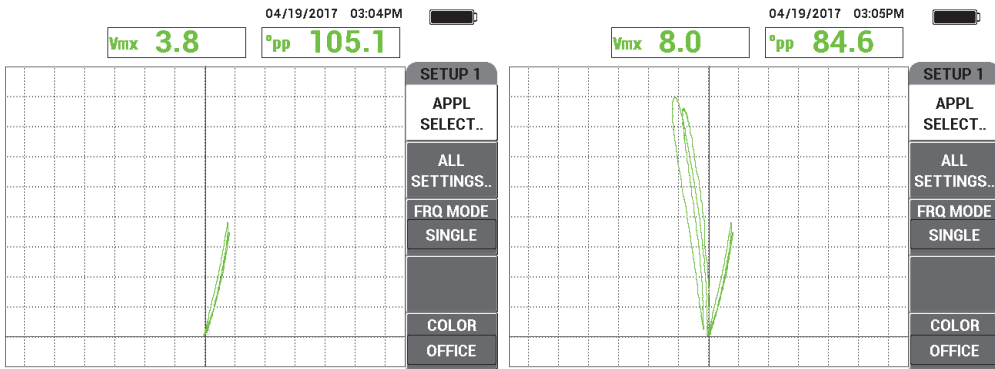 04/19/2017 03:04PM
Vmx 3.8
°pp 105.1
SETUP 1
APPL
SELECT..
ALL
SETTINGS..
FRQ MODE
SINGLE
COLOR
OFFICE
04/19/2017 03:05PM
Vmx 8.0
°pp 84.6
SETUP 1
APPL
SELECT..
ALL
SETTINGS..
FRQ MODE
SINGLE
COLOR
OFFICE